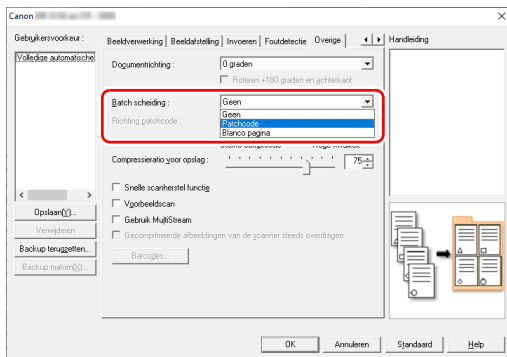 Canon
Gebruikersvoorkeur:
Volledige automatische
Opslaan(Y)...
Verwijderen
Backup terugzetten...
Backup maken(X)...
Beeldverwerking
Beeldafstelling
Invoeren
Foutdetectie
Overige
Documentrichting :
0 graden
Roteren +180 graden en achterkant
Batch scheiding :
Geen
Geen
Patchcode
Blanco pagina
Richting patchcode :
Compressieratio voor opslag :
75
Snelle scanherstel functie
Voorbeeldscan
Gebruik MultiStream
Gecomprimeerde afbeeldingen van de scanner steeds overdragen
Barcodes...
Handleiding
OK
Annuleren
Standaard
Help